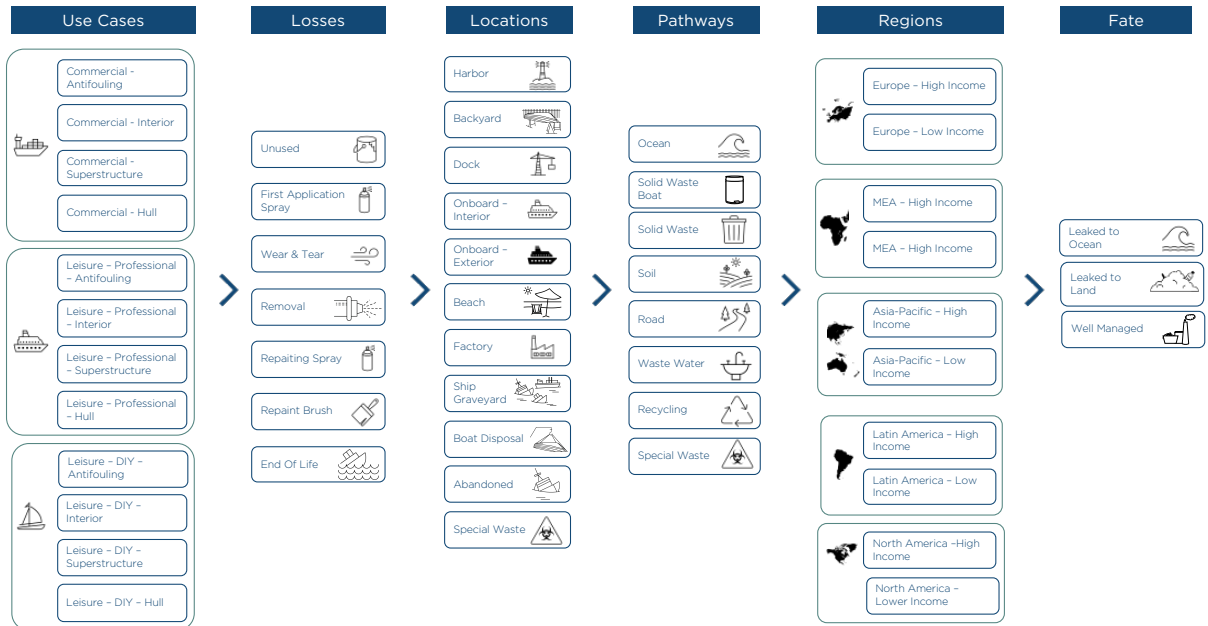 Use Cases
Commercial -
Antifouling
Commercial - Interior
Commercial -
Superstructure
Commercial - Hull
Leisure – Professional
– Antifouling
Leisure – Professional
– Interior
Leisure – Professional
– Superstructure
Leisure – Professional
– Hull
Leisure – DIY –
Antifouling
Leisure – DIY –
Interior
Leisure – DIY –
Superstructure
Leisure – DIY – Hull
Losses
Unused
First Application
Spray
Wear & Tear
Removal
Repaiting Spray
Repaint Brush
End Of Life
Locations
Harbor
Backyard
Dock
Onboard –
Interior
Onboard –
Exterior
Beach
Factory
Ship
Graveyard
Boat Disposal
Abandoned
Special Waste
Pathways
Ocean
Solid Waste
Boat
Solid Waste
Soil
Road
Waste Water
Recycling
Special Waste
Regions
Europe – High Income
Europe – Low Income
MEA – High Income
MEA – High Income
Asia-Pacific – High
Income
Asia-Pacific – Low
Income
Latin America – High
Income
Latin America – Low
Income
North America –High
Income
North America –
Lower Income
Fate
Leaked to
Ocean
Leaked to
Land
Well Managed